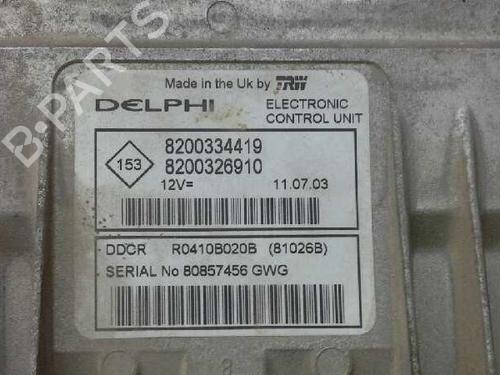 B-PARTS
Made in the Uk by TRW
DELPHI
ELECTRONIC
CONTROL UNIT
153
8200334419
8200326910
12V= 11.07.03
DDCR R0410B020B (81026B)
SERIAL No 80857456 GWG